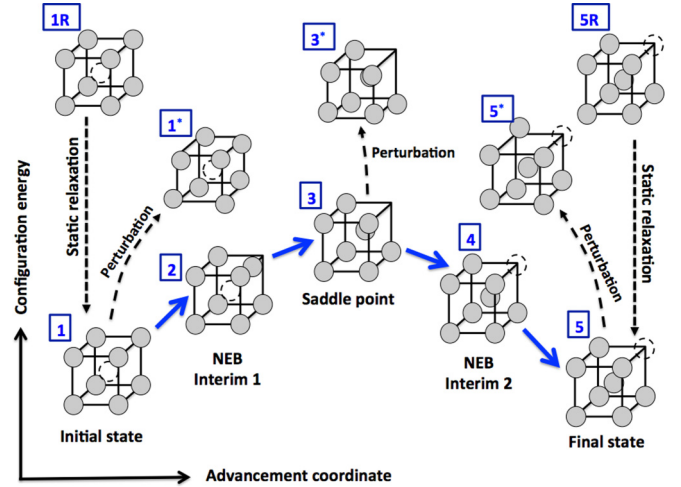 1R
3*
5R
1*
5*
Static relaxation
Perturbation
Perturbation
Static relaxation
Configuration energy
3
2
4
Perturbation
Saddle point
1
5
NEB
Interim 1
NEB
Interim 2
Initial state
Final state
Advancement coordinate